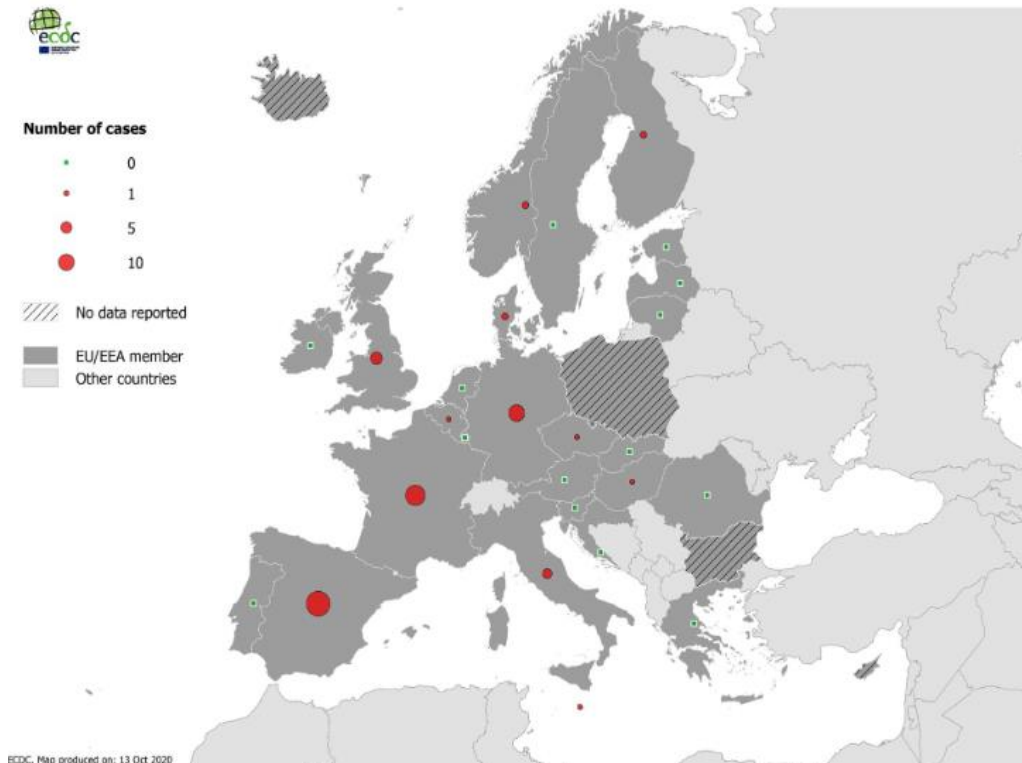 ecdc
Number of cases
0
1
5
10
No data reported
EU/EEA member
Other countries
ECDC. Map produced on: 13 Oct 2020